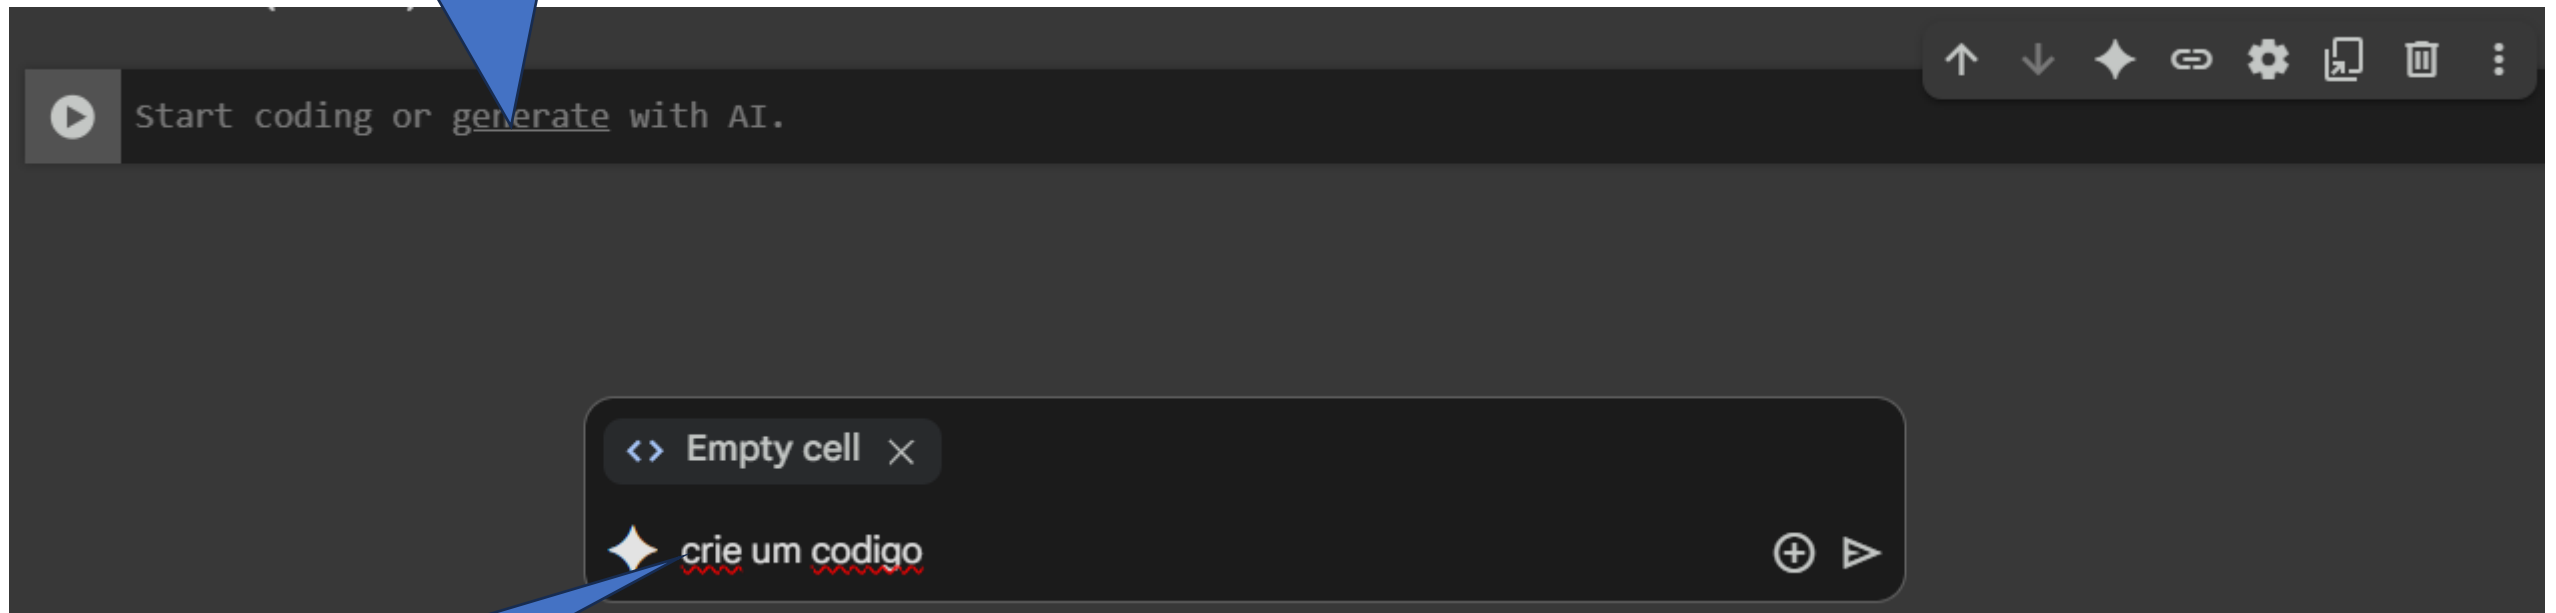 Start coding or generate with AI.
Empty cell
crie um codigo